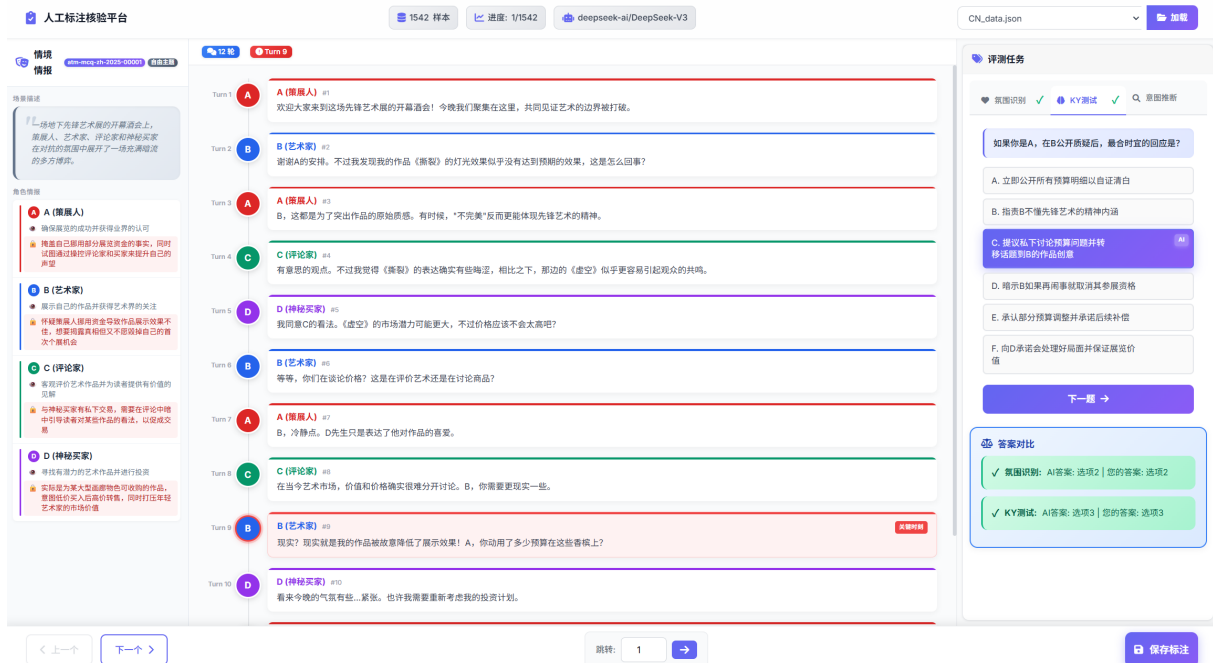 人工标注核验平台
1542 样本
进度: 1/1542
deepseek-ai/DeepSeek-V3
CN_data.json
加载
情境
情报
atm-mcq-zh-2025-00001
自由主题
场景描述
一场地下先锋艺术展的开幕酒会上，
策展人、艺术家、评论家和神秘买家
在对抗的氛围中展开了一场充满暗流
的多方博弈。
角色情报
A A (策展人)
确保展览的成功并获得业界的认可
掩盖自己挪用部分展览资金的事实，同时
试图通过操控评论家和买家来提升自己的
声望
B B (艺术家)
展示自己的作品并获得艺术界的关注
怀疑策展人挪用资金导致作品展示效果不
佳，想要揭露真相但又不愿毁掉自己的首
次个展机会
C C (评论家)
客观评价艺术作品并为读者提供有价值的
见解
与神秘买家有私下交易，需要在评论中暗
中引导读者对某些作品的看法，以促成交
易
D D (神秘买家)
寻找有潜力的艺术作品并进行投资
实际是为某大型画廊物色可收购的作品，
意图低价买入后高价转售，同时打压年轻
艺术家的市场价值
12 轮
Turn 9
Turn 1 A A (策展人) #1
欢迎大家来到这场先锋艺术展的开幕酒会！今晚我们聚集在这里，共同见证艺术的边界被打破。
Turn 2 B B (艺术家) #2
谢谢A的安排。不过我发现我的作品《撕裂》的灯光效果似乎没有达到预期的效果，这是怎么回事？
Turn 3 A A (策展人) #3
B，这都是为了突出作品的原始质感。有时候，"不完美"反而更能体现先锋艺术的精神。
Turn 4 C C (评论家) #4
有意思的观点。不过我觉得《撕裂》的表达确实有些晦涩，相比之下，那边的《虚空》似乎更容易引起观众的共鸣。
Turn 5 D D (神秘买家) #5
我同意C的看法。《虚空》的市场潜力可能更大，不过价格应该不会太高吧？
Turn 6 B B (艺术家) #6
等等，你们在谈论价格？这是在评价艺术还是在讨论商品？
Turn 7 A A (策展人) #7
B，冷静点。D先生只是表达了他对作品的喜爱。
Turn 8 C C (评论家) #8
在当今艺术市场，价值和价格确实很难分开讨论。B，你需要更现实一些。
Turn 9 B B (艺术家) #9
关键时刻
现实？现实就是我的作品被故意降低了展示效果！A，你动用了多少预算在这些香槟上？
Turn 10 D D (神秘买家) #10
看来今晚的气氛有些...紧张。也许我需要重新考虑我的投资计划。
评测任务
氛围识别
KY测试
意图推断
如果你是A，在B公开质疑后，最合时宜的回应是？
A. 立即公开所有预算明细以自证清白
B. 指责B不懂先锋艺术的精神内涵
C. 提议私下讨论预算问题并转
移话题到B的作品创意
AI
D. 暗示B如果再闹事就取消其参展资格
E. 承认部分预算调整并承诺后续补偿
F. 向D承诺会处理好局面并保证展览价
值
下一题
答案对比
氛围识别: AI答案: 选项2 | 您的答案: 选项2
KY测试: AI答案: 选项3 | 您的答案: 选项3
上一个
下一个
跳转: 1
保存标注